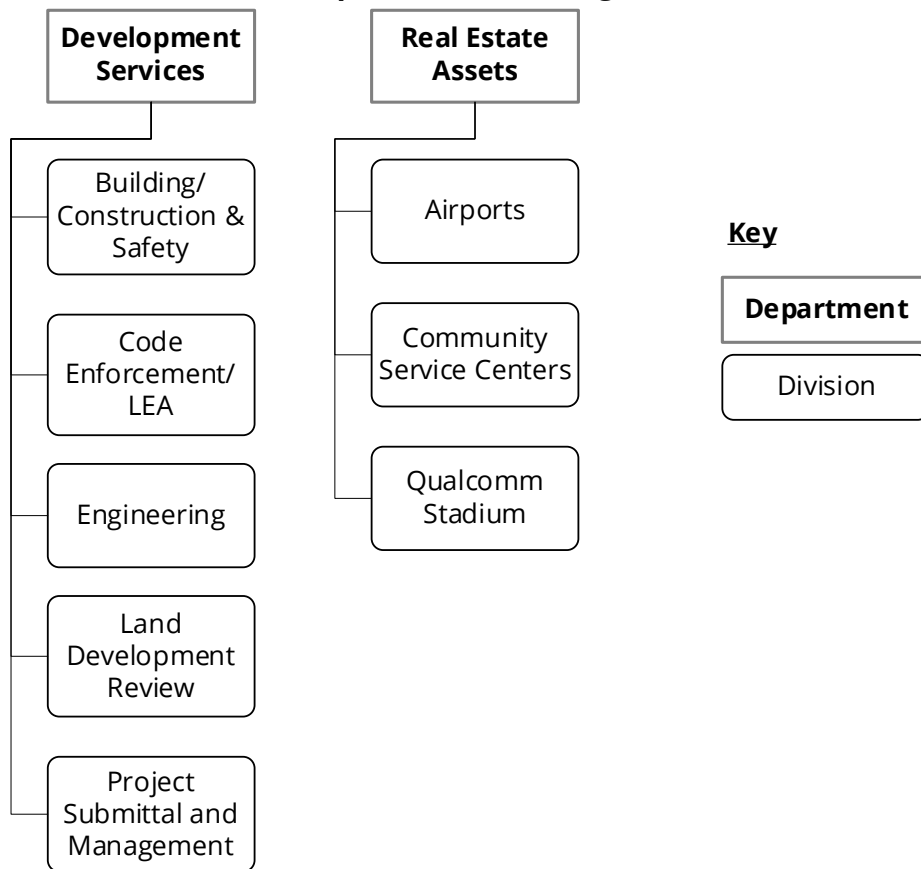 Development
Services
Building/
Construction &
Safety
Code
Enforcement/
LEA
Engineering
Land
Development
Review
Project
Submittal and
Management
Real Estate
Assets
Airports
Community
Service Centers
Qualcomm
Stadium
Key
Department
Division